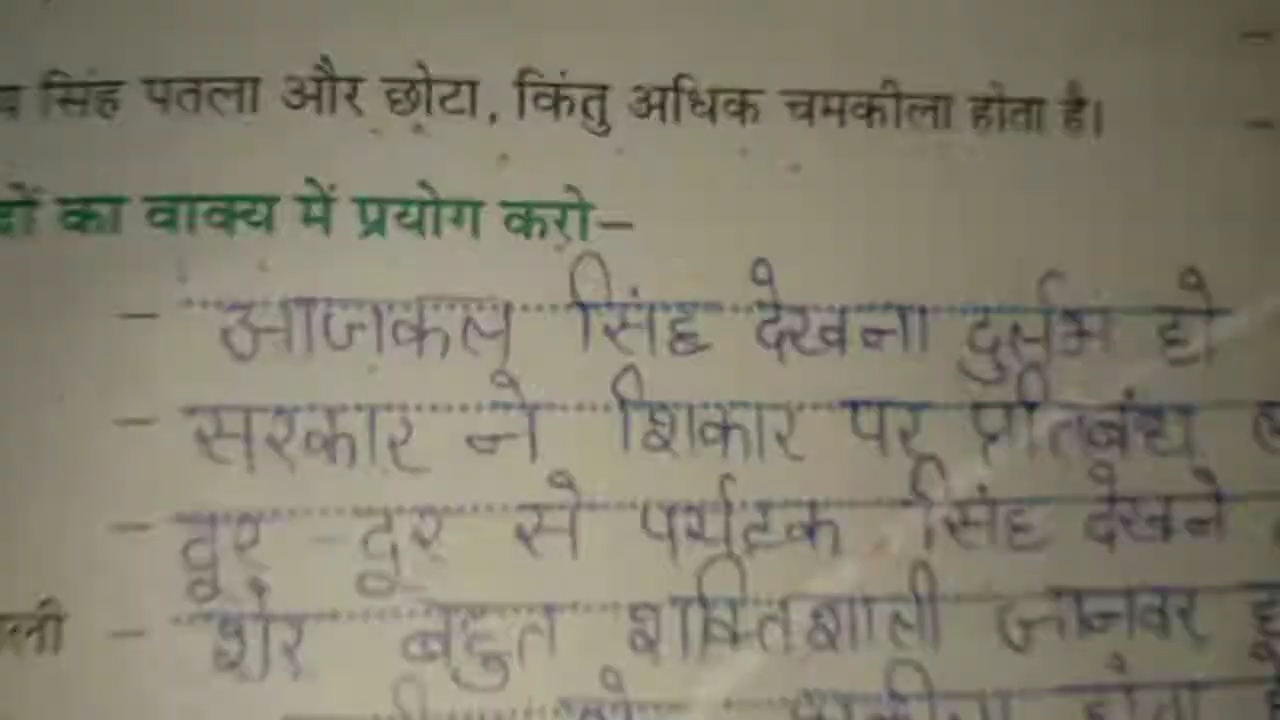 सिंह पतला और छोटा, किंतु अधिक चमकीला होता है।
का वाक्य में प्रयोग करो–
– आजकल सिंह देखना दुर्लभ हो
– सरकार ने शिकार पर प्रतिबंध
– दूर-दूर से पर्यटक सिंह देखने
– शेर बहुत शक्तिशाली जानवर
होता